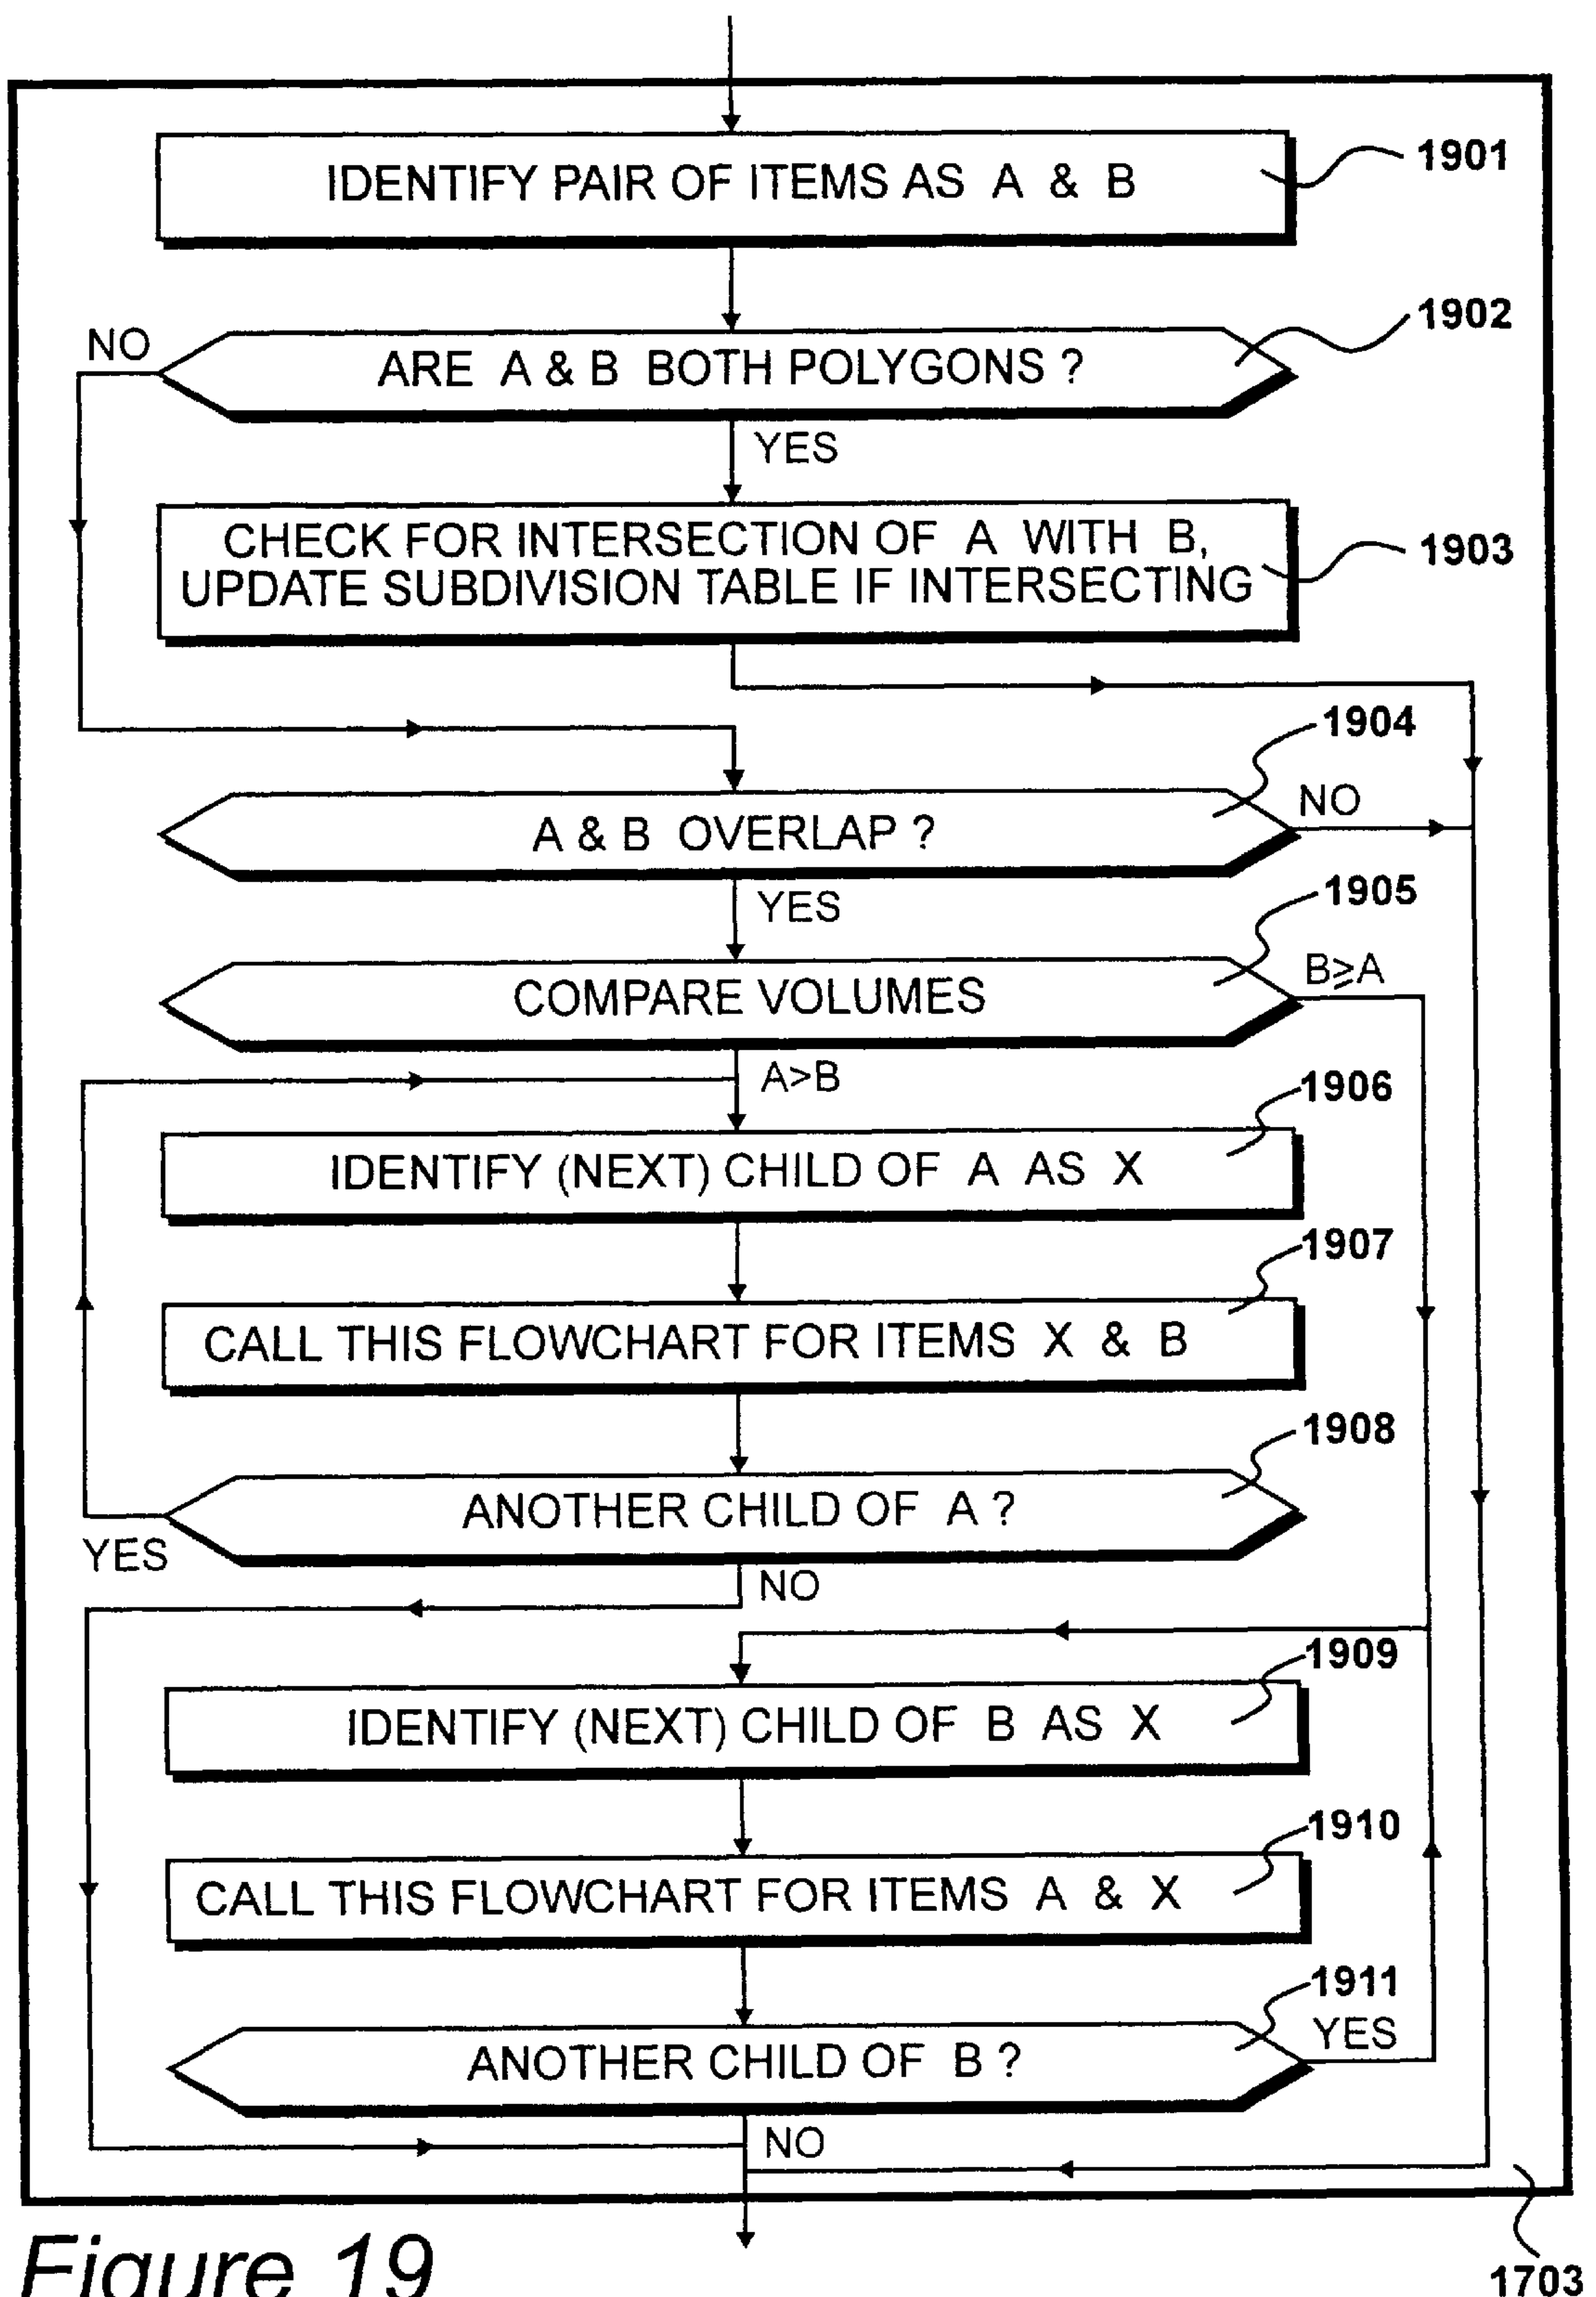 IDENTIFY PAIR OF ITEMS AS A & B
1901
NO
ARE A & B BOTH POLYGONS ?
1902
YES
CHECK FOR INTERSECTION OF A WITH B,
UPDATE SUBDIVISION TABLE IF INTERSECTING
1903
1904
A & B OVERLAP ?
NO
YES
1905
COMPARE VOLUMES
B≥A
A>B
1906
IDENTIFY (NEXT) CHILD OF A AS X
1907
CALL THIS FLOWCHART FOR ITEMS X & B
1908
ANOTHER CHILD OF A ?
YES
NO
1909
IDENTIFY (NEXT) CHILD OF B AS X
1910
CALL THIS FLOWCHART FOR ITEMS A & X
1911
ANOTHER CHILD OF B ?
YES
NO
Figure 19
1703